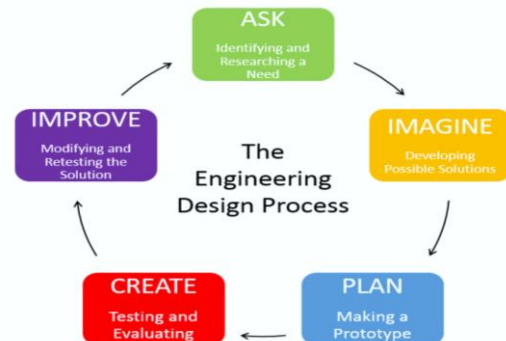 ASK
Identifying and
Researching a
Need
IMAGINE
Developing
Possible Solutions
PLAN
Making a
Prototype
CREATE
Testing and
Evaluating
IMPROVE
Modifying and
Retesting the
Solution
The
Engineering
Design Process